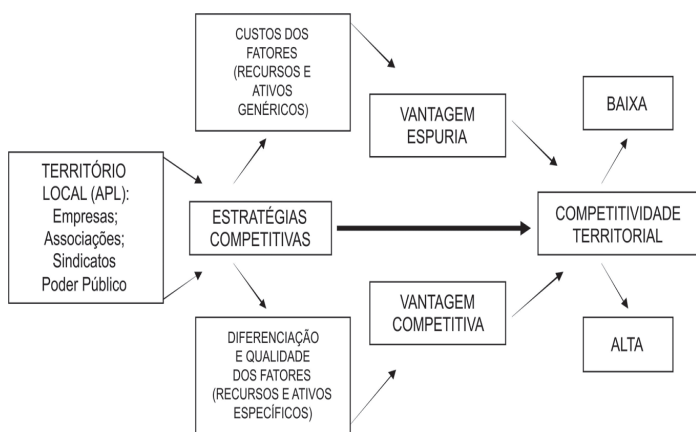 TERRITÓRIO
LOCAL (APL):
Empresas;
Associações;
Sindicatos
Poder Público
CUSTOS DOS
FATORES
(RECURSOS E
ATIVOS
GENÉRICOS)
ESTRATÉGIAS
COMPETITIVAS
DIFERENCIAÇÃO
E QUALIDADE
DOS FATORES
(RECURSOS E ATIVOS
ESPECÍFICOS)
VANTAGEM
ESPURIA
VANTAGEM
COMPETITIVA
BAIXA
COMPETITIVIDADE
TERRITORIAL
ALTA